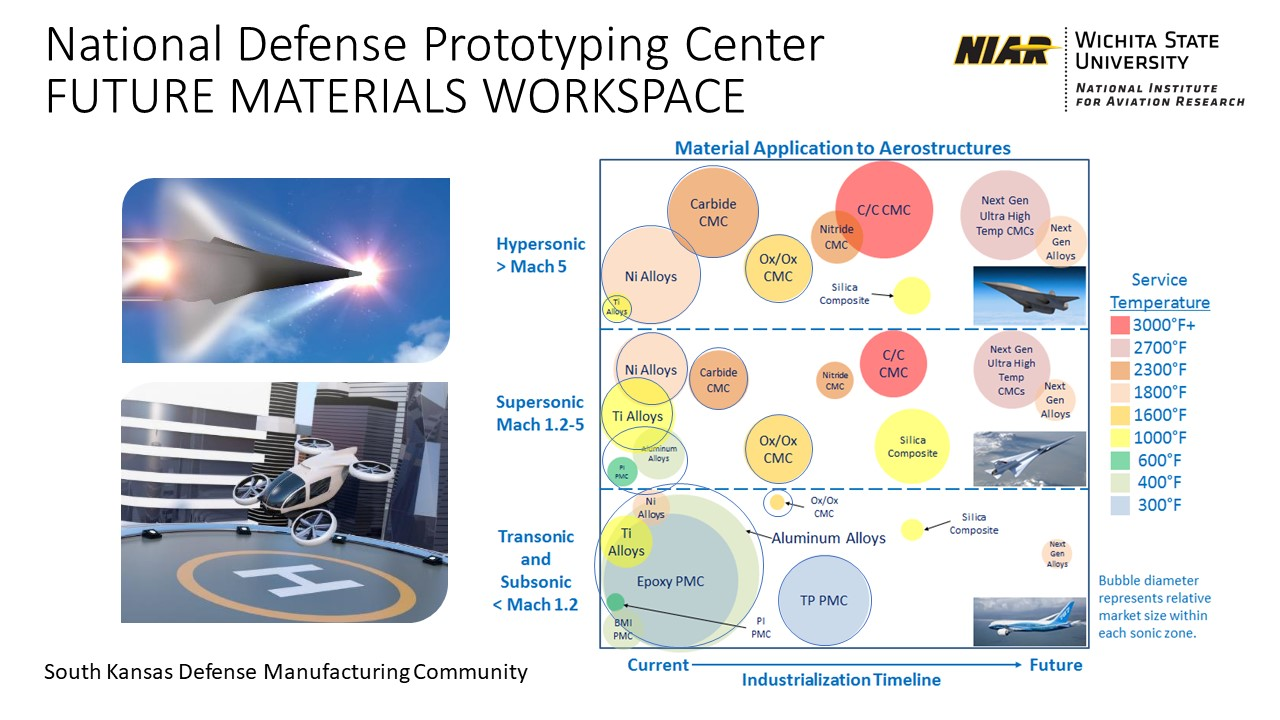 National Defense Prototyping Center
FUTURE MATERIALS WORKSPACE
NIAR
WICHITA STATE
UNIVERSITY
NATIONAL INSTITUTE
FOR AVIATION RESEARCH
Material Application to Aerostructures
Hypersonic
> Mach 5
Carbide
CMC
Ni Alloys
Ti
Alloys
Ox/Ox
CMC
Nitride
CMC
C/C CMC
Silica
Composite
Next Gen
Ultra High
Temp CMCs
Next
Gen
Alloys
Supersonic
Mach 1.2-5
Ni Alloys
Carbide
CMC
Ti Alloys
Aluminum
Alloys
PI
PMC
Ox/Ox
CMC
Nitride
CMC
C/C
CMC
Silica
Composite
Next Gen
Ultra High
Temp
CMCs
Next
Gen
Alloys
Transonic
and
Subsonic
< Mach 1.2
Ni
Alloys
Ti
Alloys
Epoxy PMC
BMI
PMC
PI
PMC
Ox/Ox
CMC
Aluminum Alloys
TP PMC
Silica
Composite
Next
Gen
Alloys
Service
Temperature
3000°F+
2700°F
2300°F
1800°F
1600°F
1000°F
600°F
400°F
300°F
Bubble diameter
represents relative
market size within
each sonic zone.
Current
Future
Industrialization Timeline
H
South Kansas Defense Manufacturing Community